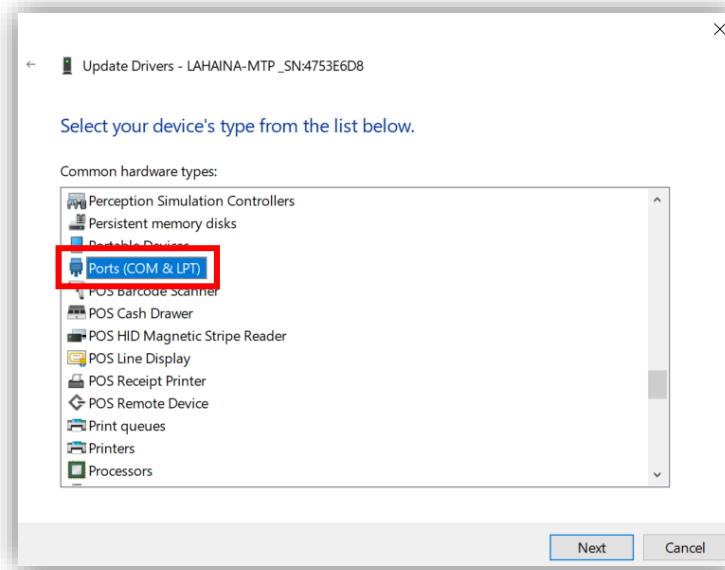 Update Drivers - LAHAINA-MTP _SN:4753E6D8
Select your device's type from the list below.
Common hardware types:
Perception Simulation Controllers
Persistent memory disks
Portable Devices
Ports (COM & LPT)
POS Barcode Scanner
POS Cash Drawer
POS HID Magnetic Stripe Reader
POS Line Display
POS Receipt Printer
POS Remote Device
Print queues
Printers
Processors
Next Cancel